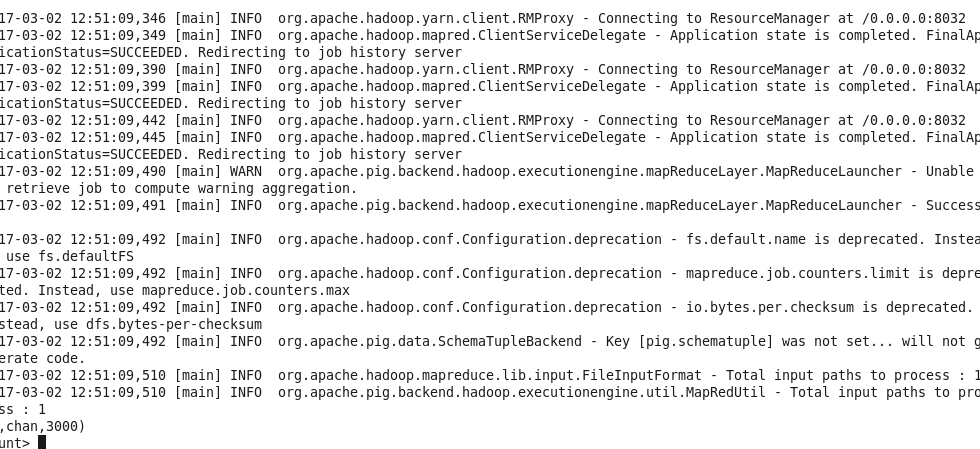 17-03-02 12:51:09,346 [main] INFO  org.apache.hadoop.yarn.client.RMProxy - Connecting to ResourceManager at /0.0.0.0:8032
17-03-02 12:51:09,349 [main] INFO  org.apache.hadoop.mapred.ClientServiceDelegate - Application state is completed. FinalAp
icationStatus=SUCCEEDED. Redirecting to job history server
17-03-02 12:51:09,390 [main] INFO  org.apache.hadoop.yarn.client.RMProxy - Connecting to ResourceManager at /0.0.0.0:8032
17-03-02 12:51:09,399 [main] INFO  org.apache.hadoop.mapred.ClientServiceDelegate - Application state is completed. FinalAp
icationStatus=SUCCEEDED. Redirecting to job history server
17-03-02 12:51:09,442 [main] INFO  org.apache.hadoop.yarn.client.RMProxy - Connecting to ResourceManager at /0.0.0.0:8032
17-03-02 12:51:09,445 [main] INFO  org.apache.hadoop.mapred.ClientServiceDelegate - Application state is completed. FinalAp
icationStatus=SUCCEEDED. Redirecting to job history server
17-03-02 12:51:09,490 [main] WARN  org.apache.pig.backend.hadoop.executionengine.mapReduceLayer.MapReduceLauncher - Unable
retrieve job to compute warning aggregation.
17-03-02 12:51:09,491 [main] INFO  org.apache.pig.backend.hadoop.executionengine.mapReduceLayer.MapReduceLauncher - Success
17-03-02 12:51:09,492 [main] INFO  org.apache.hadoop.conf.Configuration.deprecation - fs.default.name is deprecated. Instea
use fs.defaultFS
17-03-02 12:51:09,492 [main] INFO  org.apache.hadoop.conf.Configuration.deprecation - mapreduce.job.counters.limit is depre
ted. Instead, use mapreduce.job.counters.max
17-03-02 12:51:09,492 [main] INFO  org.apache.hadoop.conf.Configuration.deprecation - io.bytes.per.checksum is deprecated.
stead, use dfs.bytes-per-checksum
17-03-02 12:51:09,492 [main] INFO  org.apache.pig.data.SchemaTupleBackend - Key [pig.schematuple] was not set... will not g
erate code.
17-03-02 12:51:09,510 [main] INFO  org.apache.hadoop.mapreduce.lib.input.FileInputFormat - Total input paths to process : 1
17-03-02 12:51:09,510 [main] INFO  org.apache.pig.backend.hadoop.executionengine.util.MapRedUtil - Total input paths to pro
ss : 1
,chan,3000)
unt>